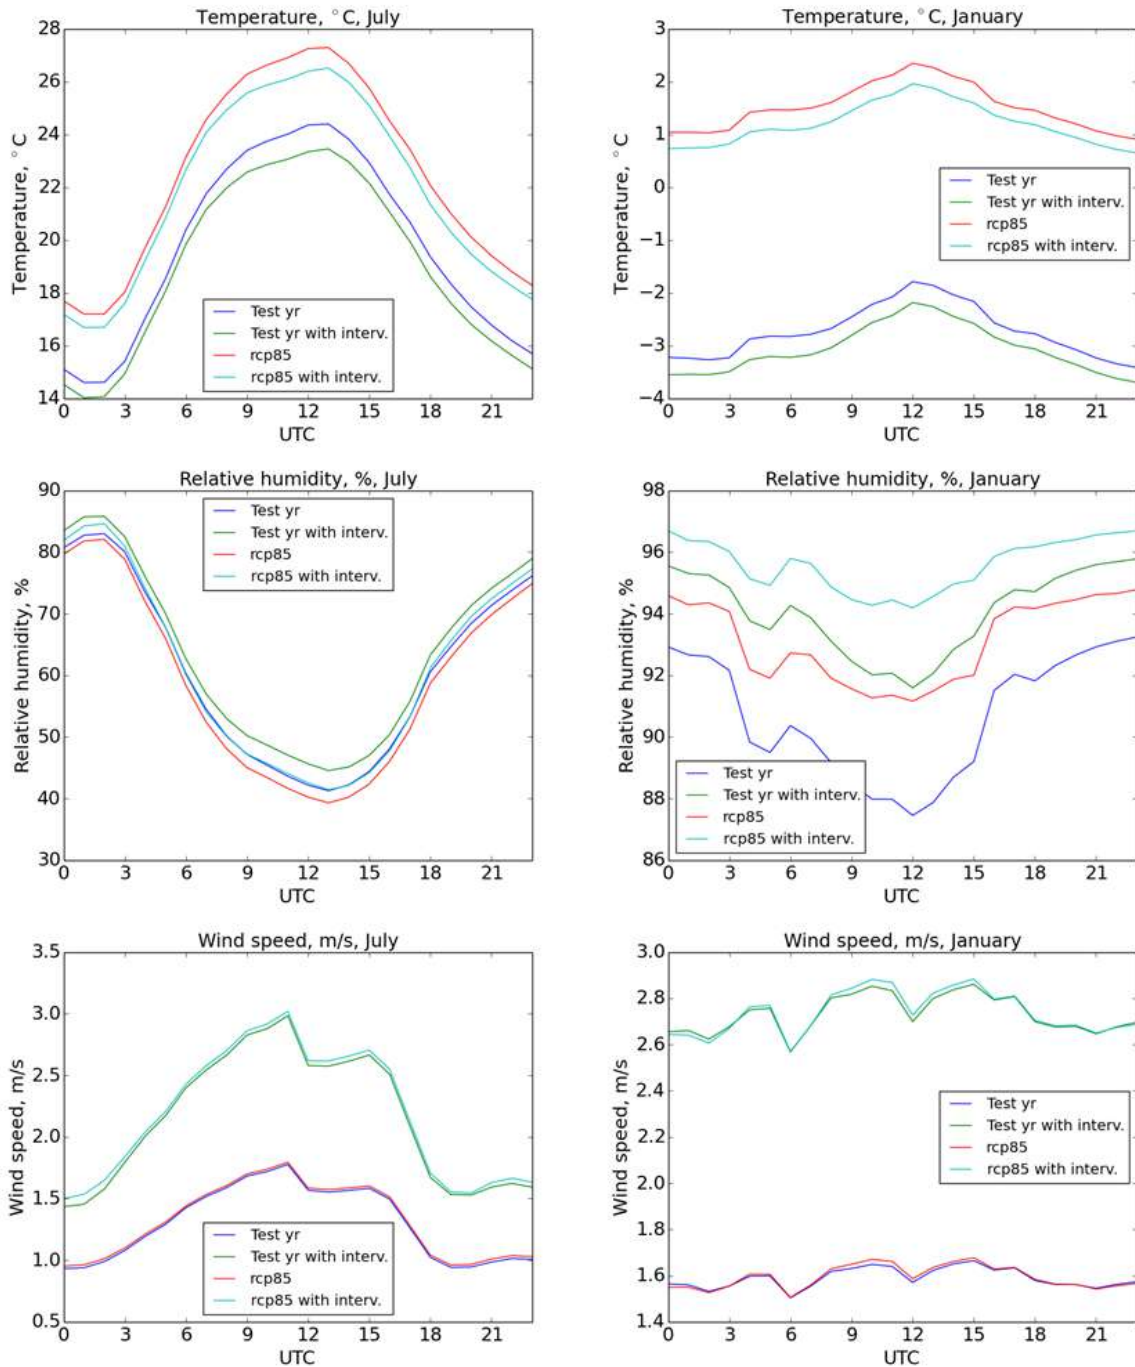 Temperature, °C, July
28
26
24
22
20
18
16
14
Temperature, °C
Test yr
Test yr with interv.
rcp85
rcp85 with interv.
0 3 6 9 12 15 18 21
UTC
Temperature, °C, January
3
2
1
0
−1
−2
−3
−4
Temperature, °C
Test yr
Test yr with interv.
rcp85
rcp85 with interv.
0 3 6 9 12 15 18 21
UTC
Relative humidity, %, July
90
80
70
60
50
40
30
Relative humidity, %
Test yr
Test yr with interv.
rcp85
rcp85 with interv.
0 3 6 9 12 15 18 21
UTC
Relative humidity, %, January
98
96
94
92
90
88
86
Relative humidity, %
Test yr
Test yr with interv.
rcp85
rcp85 with interv.
0 3 6 9 12 15 18 21
UTC
Wind speed, m/s, July
3.5
3.0
2.5
2.0
1.5
1.0
0.5
Wind speed, m/s
Test yr
Test yr with interv.
rcp85
rcp85 with interv.
0 3 6 9 12 15 18 21
UTC
Wind speed, m/s, January
3.0
2.8
2.6
2.4
2.2
2.0
1.8
1.6
1.4
Wind speed, m/s
Test yr
Test yr with interv.
rcp85
rcp85 with interv.
0 3 6 9 12 15 18 21
UTC